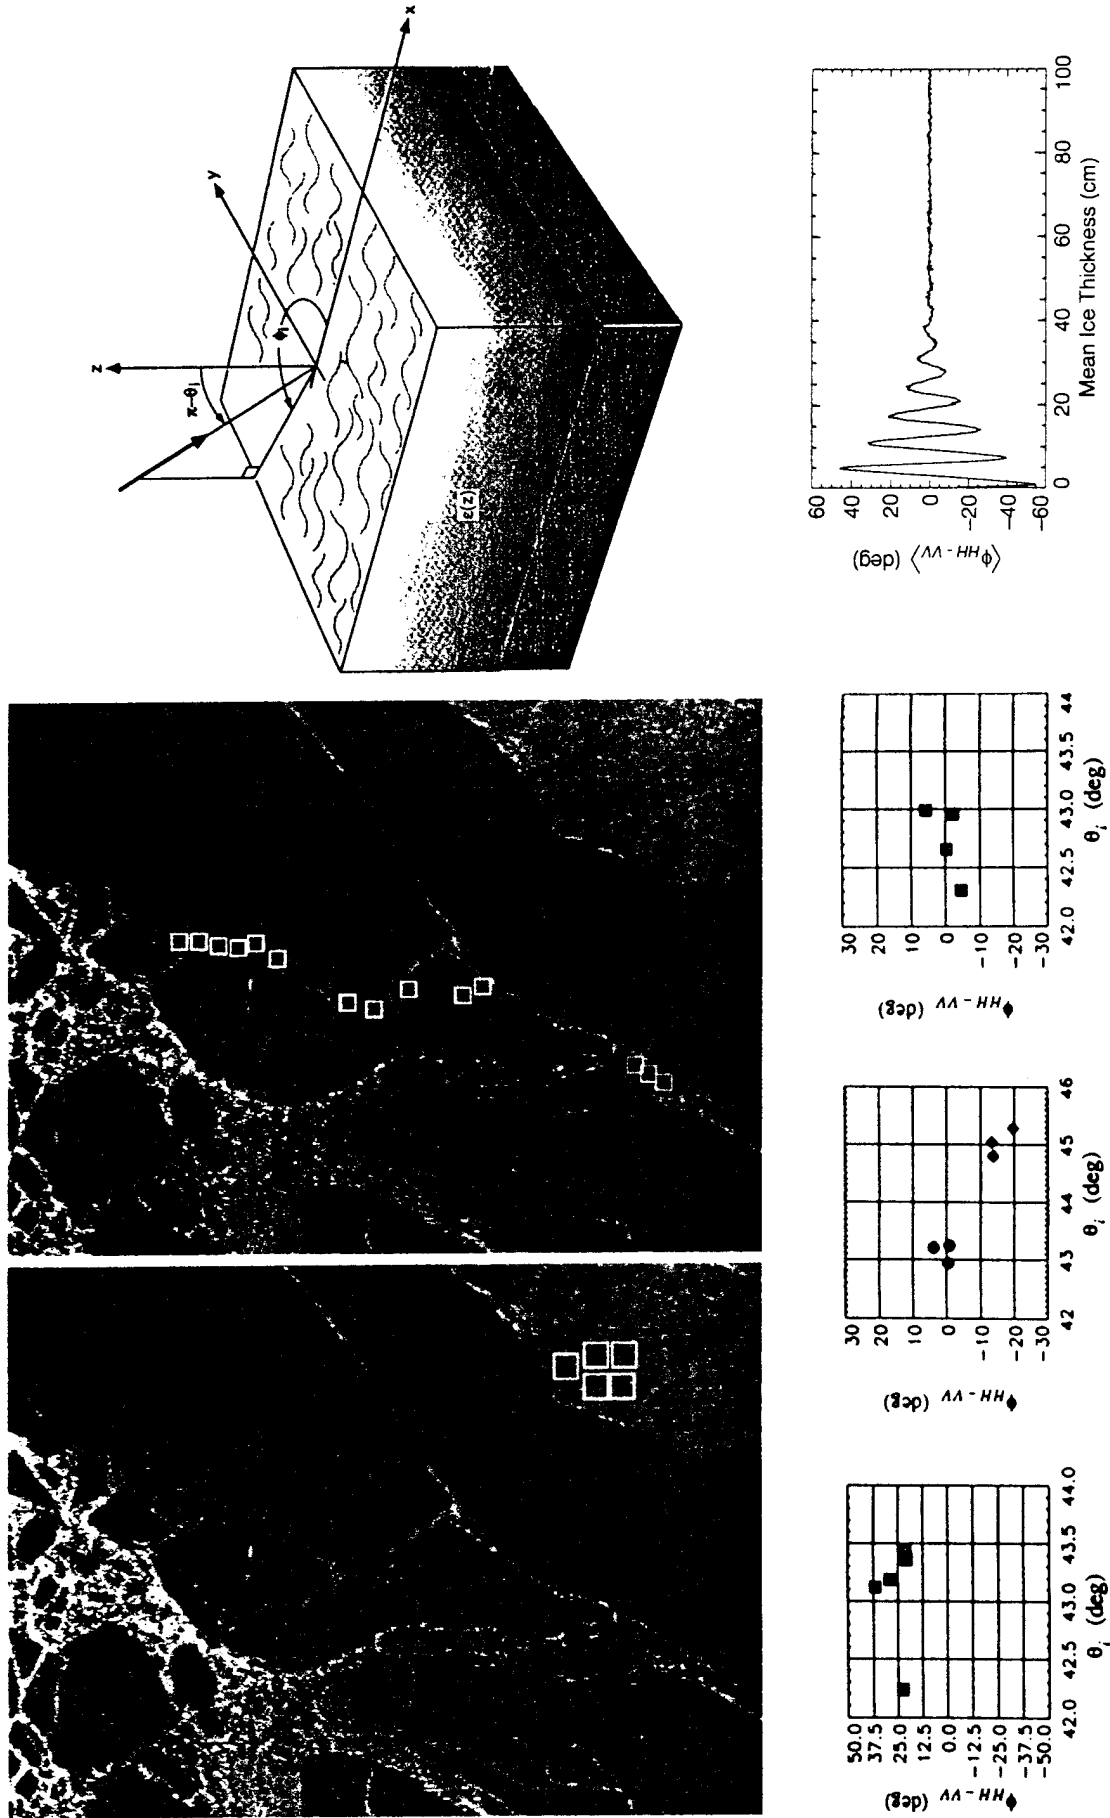 z
π−θi
y
x
ϕi
ε(z)
50.0
37.5
25.0
12.5
0.0
−12.5
−25.0
−37.5
−50.0
ϕHH - VV (deg)
42.0 42.5 43.0 43.5 44.0
θi (deg)
30
20
10
0
−10
−20
−30
ϕHH - VV (deg)
42 43 44 45 46
θi (deg)
30
20
10
0
−10
−20
−30
ϕHH - VV (deg)
42.0 42.5 43.0 43.5 44
θi (deg)
60
40
20
0
−20
−40
−60
⟨ϕHH - VV⟩ (deg)
0 20 40 60 80 100
Mean Ice Thickness (cm)